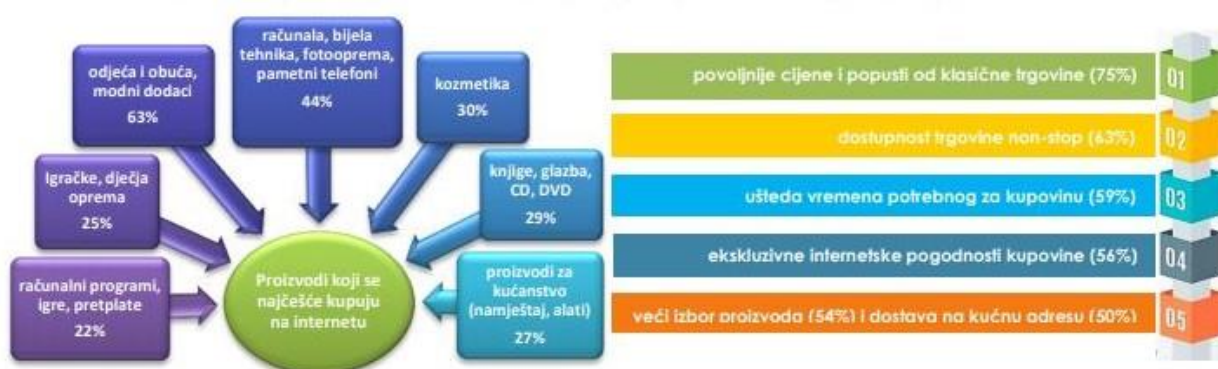 računala, bijela
tehnika, fotooprema,
pametni telefoni
44%
odjeća i obuća,
modni dodaci
63%
kozmetika
30%
Igračke, dječja
oprema
25%
knjige, glazba,
CD, DVD
29%
računalni programi,
igre, pretplate
22%
Proizvodi koji se
najčešće kupuju
na internetu
proizvodi za
kućanstvo
(namještaj, alati)
27%
povoljnije cijene i popusti od klasične trgovine (75%)
01
dostupnost trgovine non-stop (63%)
02
ušteda vremena potrebnog za kupovinu (59%)
03
ekskluzivne internetske pogodnosti kupovine (56%)
04
veći izbor proizvoda (54%) i dostava na kućnu adresu (50%)
05